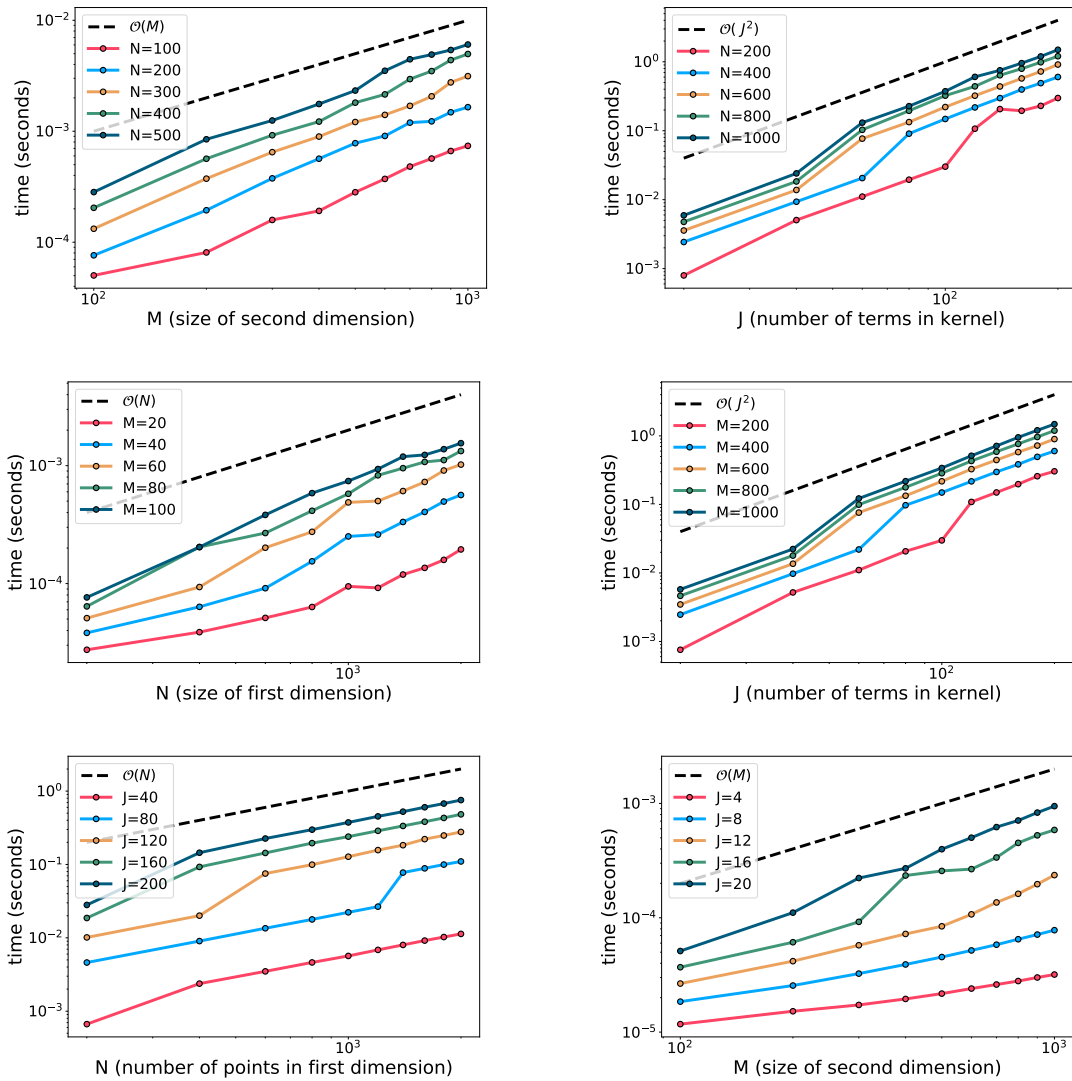 10⁻²
10⁻³
10⁻⁴
time (seconds)
𝒪(M)
N=100
N=200
N=300
N=400
N=500
10² 10³
M (size of second dimension)
10⁰
10⁻¹
10⁻²
10⁻³
time (seconds)
𝒪(J²)
N=200
N=400
N=600
N=800
N=1000
10²
J (number of terms in kernel)
10⁻³
10⁻⁴
time (seconds)
𝒪(N)
M=20
M=40
M=60
M=80
M=100
10³
N (size of first dimension)
10⁰
10⁻¹
10⁻²
10⁻³
time (seconds)
𝒪(J²)
M=200
M=400
M=600
M=800
M=1000
10²
J (number of terms in kernel)
10⁰
10⁻¹
10⁻²
10⁻³
time (seconds)
𝒪(N)
J=40
J=80
J=120
J=160
J=200
10³
N (number of points in first dimension)
10⁻³
10⁻⁴
10⁻⁵
time (seconds)
𝒪(M)
J=4
J=8
J=12
J=16
J=20
10² 10³
M (size of second dimension)